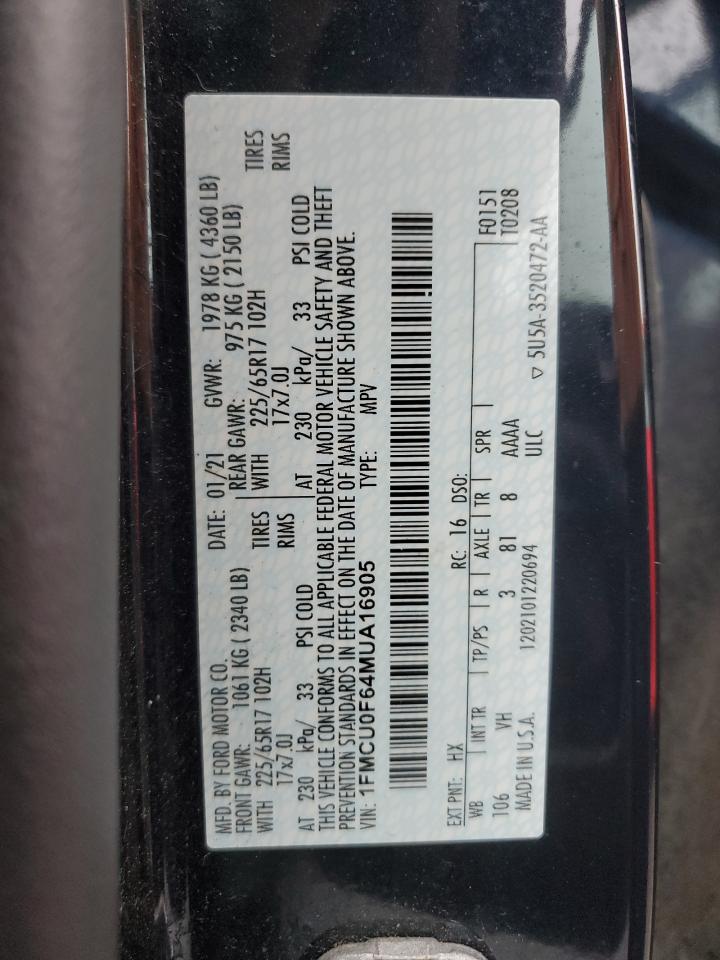 MFD. BY FORD MOTOR CO. DATE: 01/21 GVWR: 1978 KG ( 4360 LB)
FRONT GAWR: 1061 KG ( 2340 LB) REAR GAWR: 975 KG ( 2150 LB)
WITH 225/65R17 102H TIRES WITH 225/65R17 102H TIRES
17x7.0J RIMS 17x7.0J RIMS
AT 230 kPa/ 33 PSI COLD AT 230 kPa/ 33 PSI COLD
THIS VEHICLE CONFORMS TO ALL APPLICABLE FEDERAL MOTOR VEHICLE SAFETY AND THEFT
PREVENTION STANDARDS IN EFFECT ON THE DATE OF MANUFACTURE SHOWN ABOVE.
VIN: 1FMCU0F64MUA16905 TYPE: MPV
EXT PNT: HX RC: 16 DSO: F0151
WB INT TR TP/PS R AXLE TR SPR T0208
106 VH 3 81 8 AAAA
MADE IN U.S.A. 1202101220694 ULC ▽ 5U5A-3520472-AA